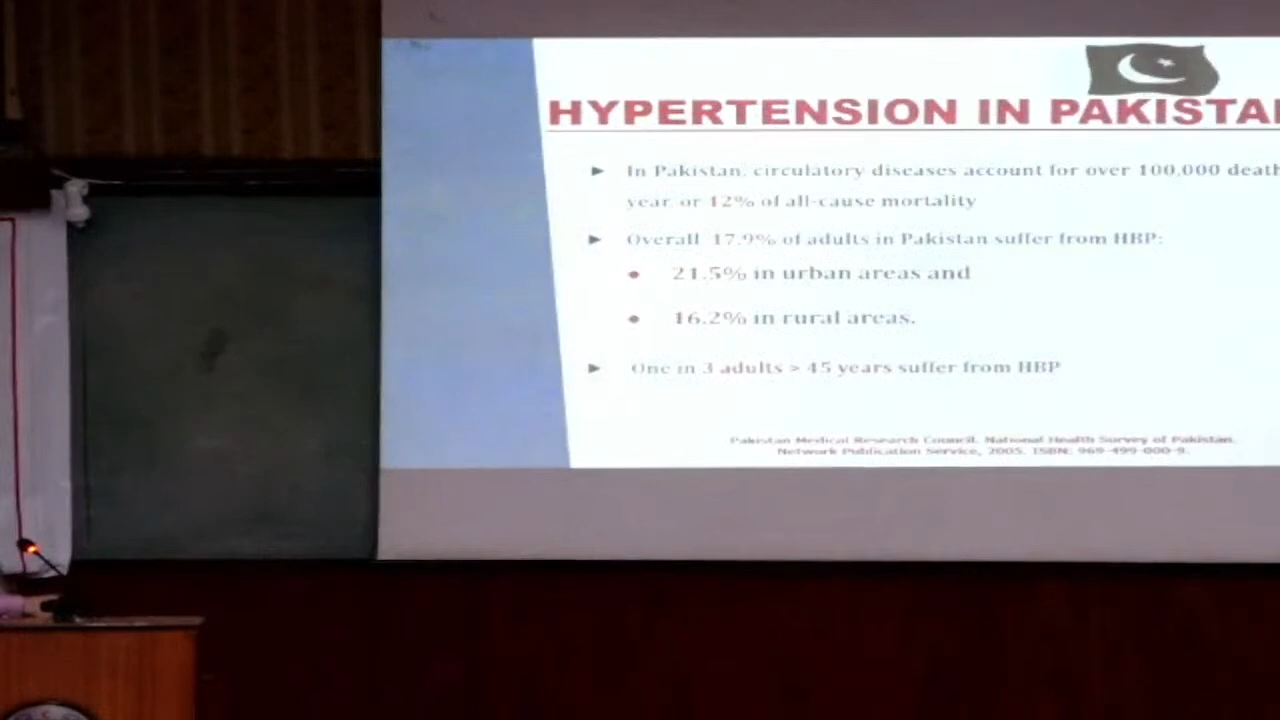 HYPERTENSION IN PAKISTA
► In Pakistan, circulatory diseases account for over 100,000 death
year or 12% of all-cause mortality
► Overall 17.9% of adults in Pakistan suffer from HBP:
• 21.5% in urban areas and
• 16.2% in rural areas.
► One in 3 adults > 45 years suffer from HBP
Pakistan Medical Research Council. National Health Survey of Pakistan.
Network Publication Service, 2005. ISBN: 969-499-000-9.